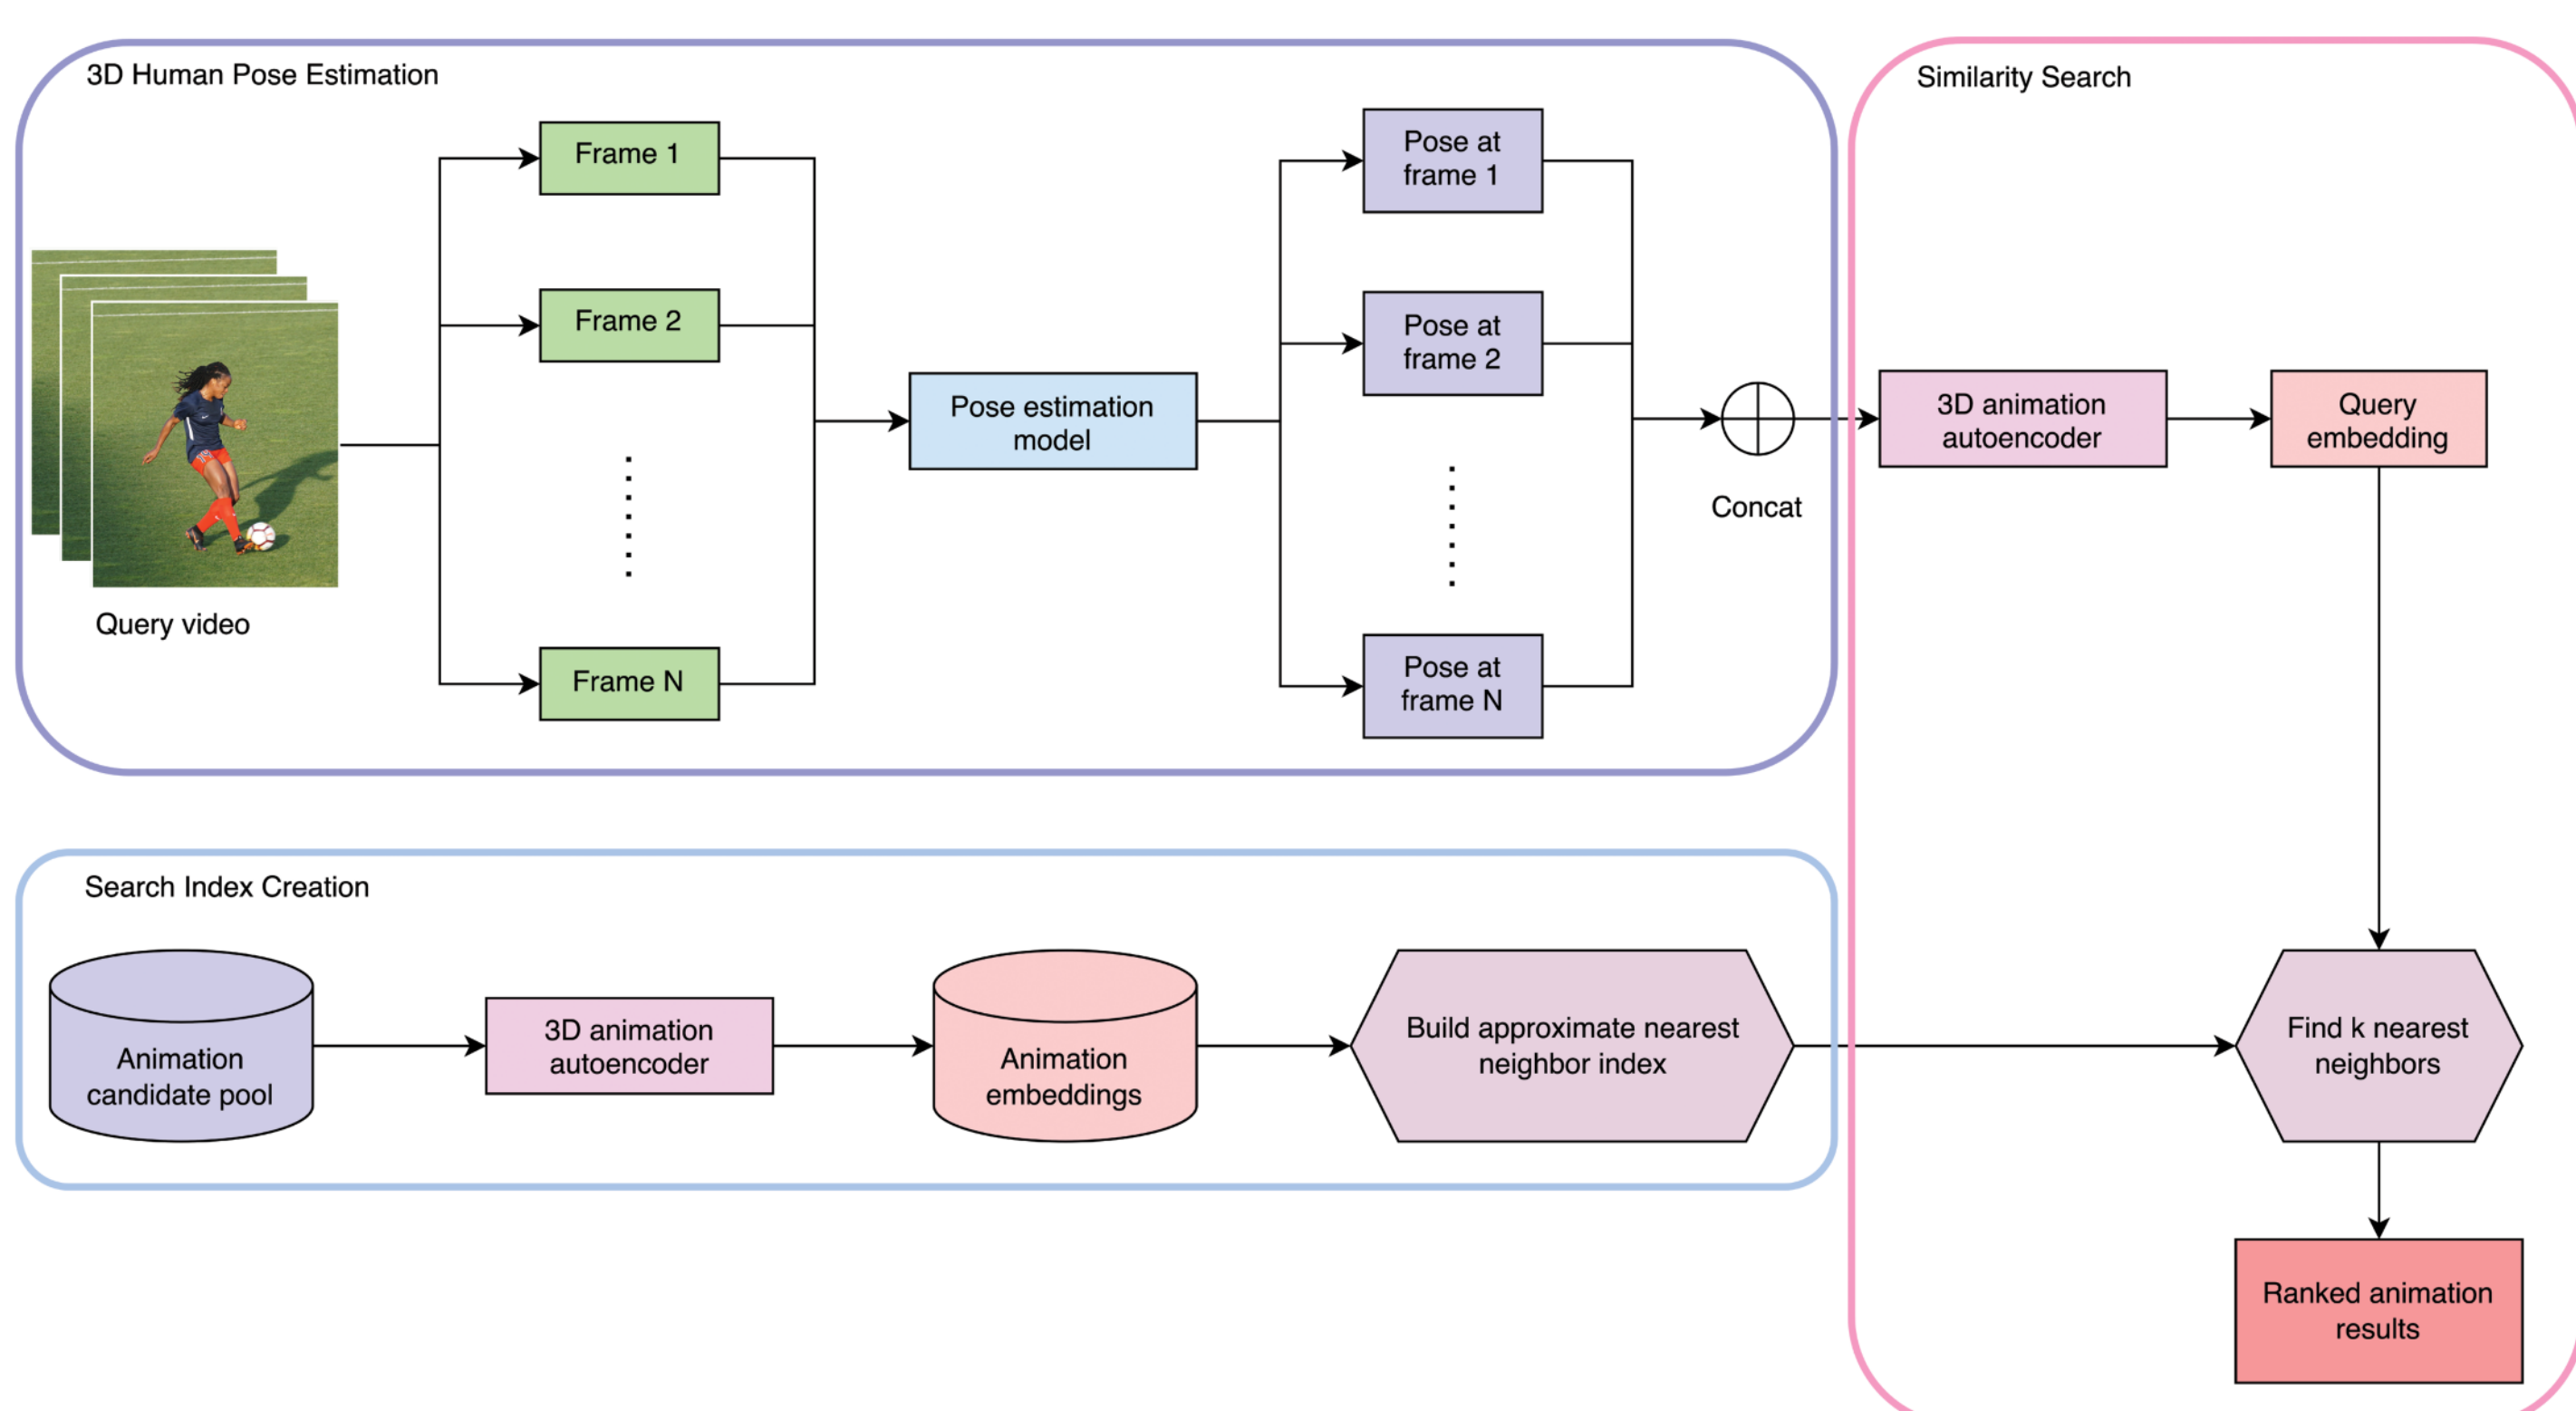 3D Human Pose Estimation
Similarity Search
Frame 1
Frame 2
Frame N
Query video
Pose estimation
model
Pose at
frame 1
Pose at
frame 2
Pose at
frame N
Concat
3D animation
autoencoder
Query
embedding
Search Index Creation
Animation
candidate pool
3D animation
autoencoder
Animation
embeddings
Build approximate nearest
neighbor index
Find k nearest
neighbors
Ranked animation
results